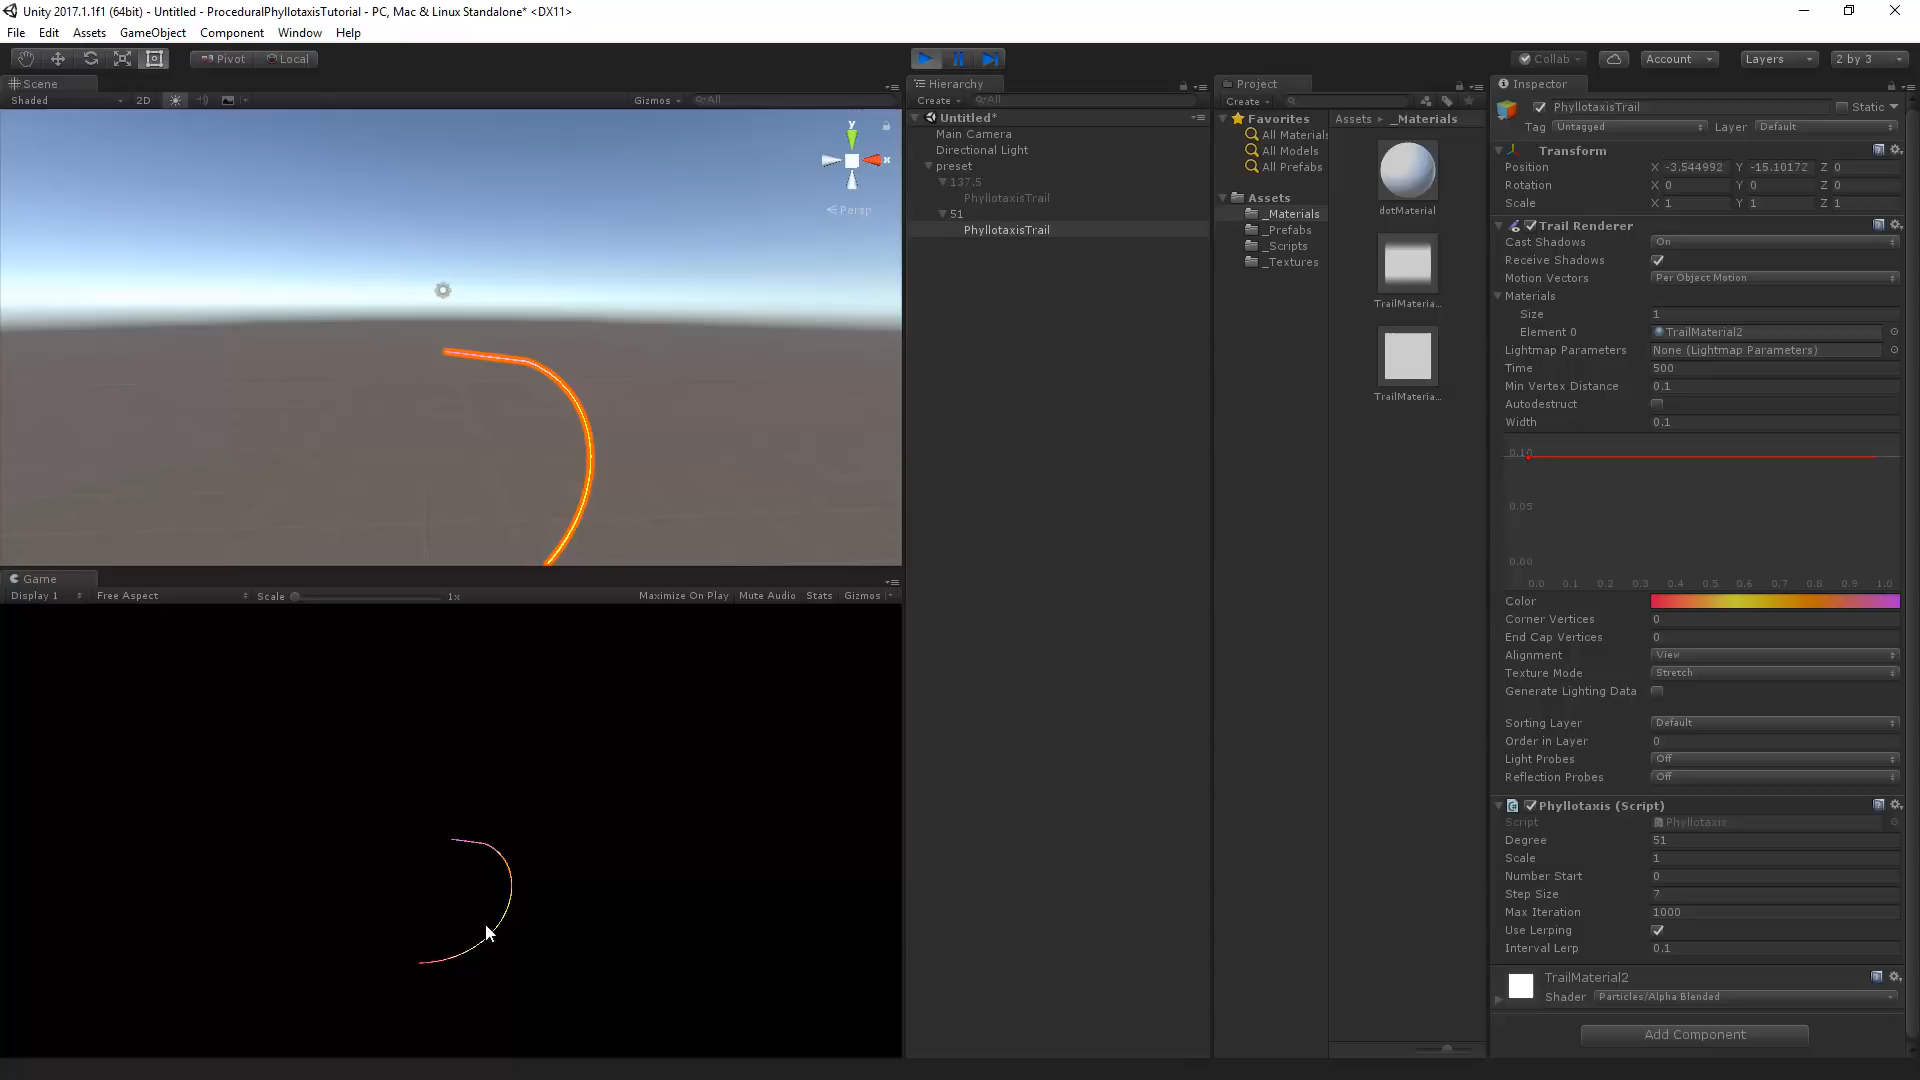 Unity 2017.1.1f1 (64bit) - Untitled - ProceduralPhyllotaxisTutorial - PC, Mac & Linux Standalone* <DX11>
File Edit Assets GameObject Component Window Help
Pivot Local Collab Account Layers 2 by 3
Scene
Shaded 2D Gizmos All
y
x
Persp
Game
Display 1 Free Aspect Scale 1x Maximize On Play Mute Audio Stats Gizmos
Hierarchy
Create All
Untitled*
Main Camera
Directional Light
preset
137.5
PhyllotaxisTrail
51
PhyllotaxisTrail
Project
Create
Favorites
All Materials
All Models
All Prefabs
Assets
_Materials
_Prefabs
_Scripts
_Textures
Assets _Materials
dotMaterial
TrailMateria...
TrailMateria...
Inspector
PhyllotaxisTrail Static
Tag Untagged Layer Default
Transform
Position X -3.544992 Y -15.10172 Z 0
Rotation X 0 Y 0 Z 0
Scale X 1 Y 1 Z 1
Trail Renderer
Cast Shadows On
Receive Shadows
Motion Vectors Per Object Motion
Materials
Size 1
Element 0 TrailMaterial2
Lightmap Parameters None (Lightmap Parameters)
Time 500
Min Vertex Distance 0.1
Autodestruct
Width 0.1
0.10
0.05
0.00
0.0 0.1 0.2 0.3 0.4 0.5 0.6 0.7 0.8 0.9 1.0
Color
Corner Vertices 0
End Cap Vertices 0
Alignment View
Texture Mode Stretch
Generate Lighting Data
Sorting Layer Default
Order in Layer 0
Light Probes Off
Reflection Probes Off
Phyllotaxis (Script)
Script Phyllotaxis
Degree 51
Scale 1
Number Start 0
Step Size 7
Max Iteration 1000
Use Lerping
Interval Lerp 0.1
TrailMaterial2
Shader Particles/Alpha Blended
Add Component